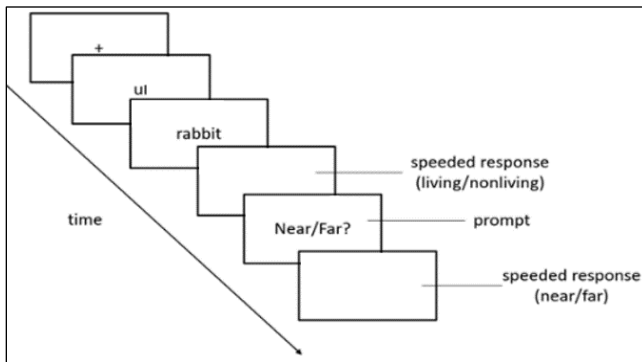 +
ul
rabbit
speeded response
(living/nonliving)
time
Near/Far?
prompt
speeded response
(near/far)